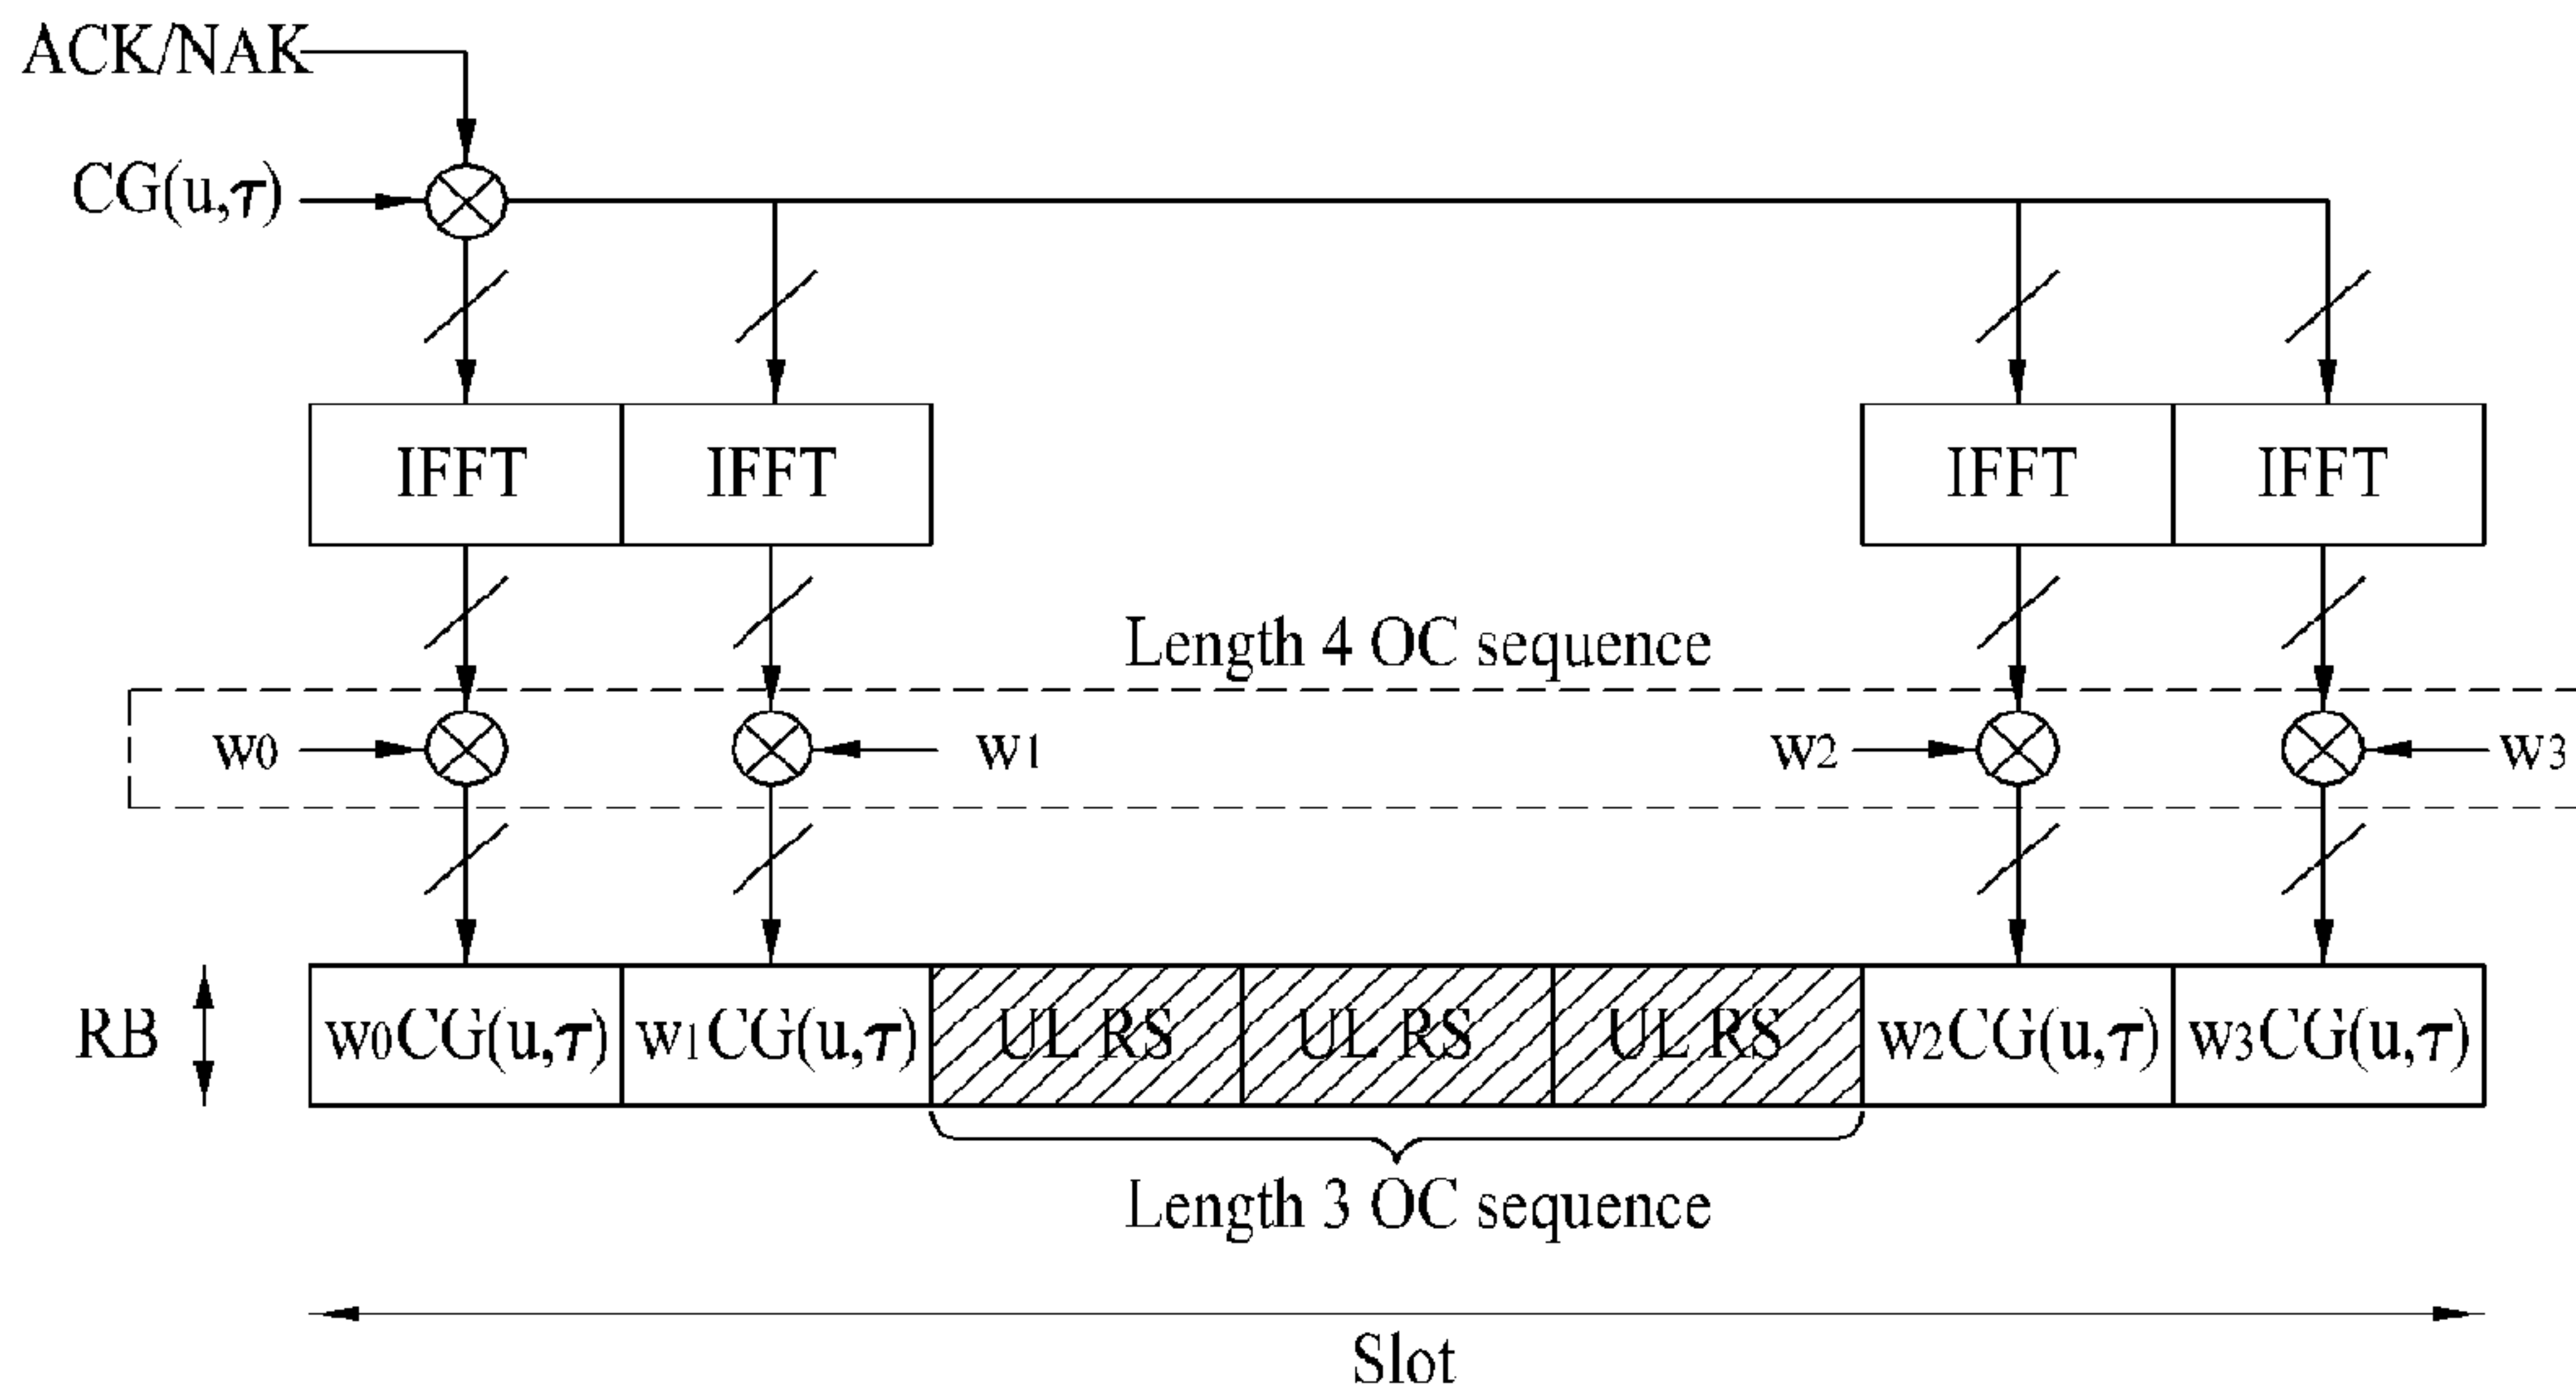 ACK/NAK
CG(u,τ)
IFFT IFFT IFFT IFFT
Length 4 OC sequence
w0 w1 w2 w3
RB w0CG(u,τ) w1CG(u,τ) UL RS UL RS UL RS w2CG(u,τ) w3CG(u,τ)
Length 3 OC sequence
Slot